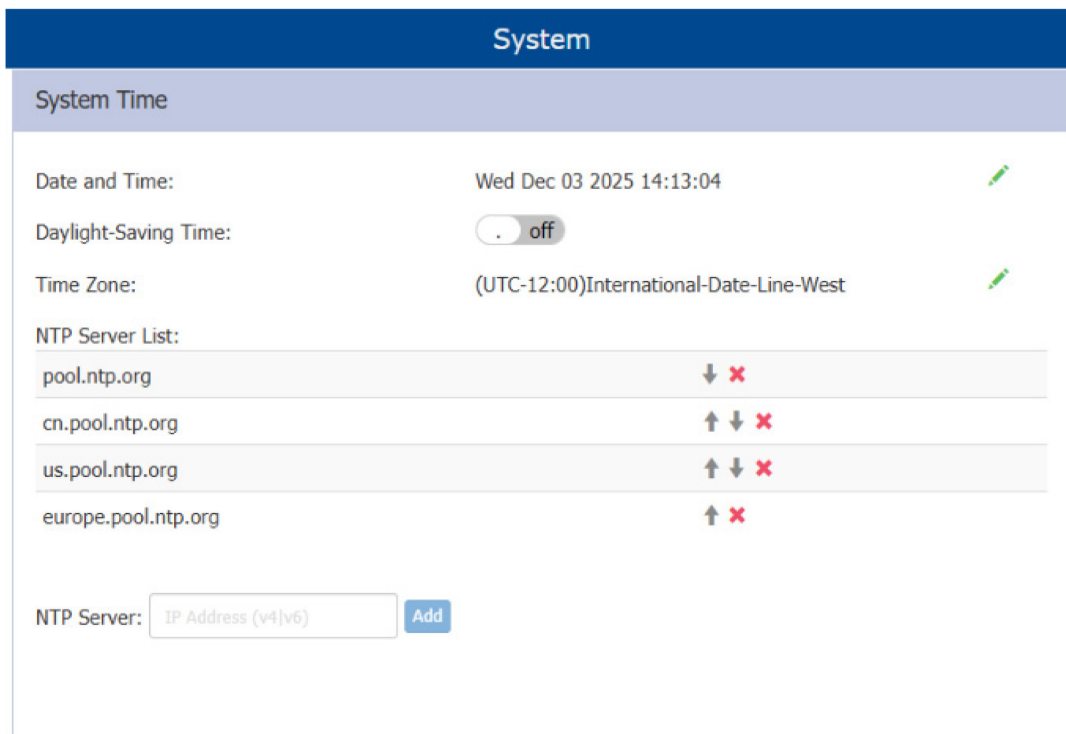 System
System Time
Date and Time: Wed Dec 03 2025 14:13:04
Daylight-Saving Time: . off
Time Zone: (UTC-12:00)International-Date-Line-West
NTP Server List:
pool.ntp.org
cn.pool.ntp.org
us.pool.ntp.org
europe.pool.ntp.org
NTP Server: IP Address (v4|v6) Add